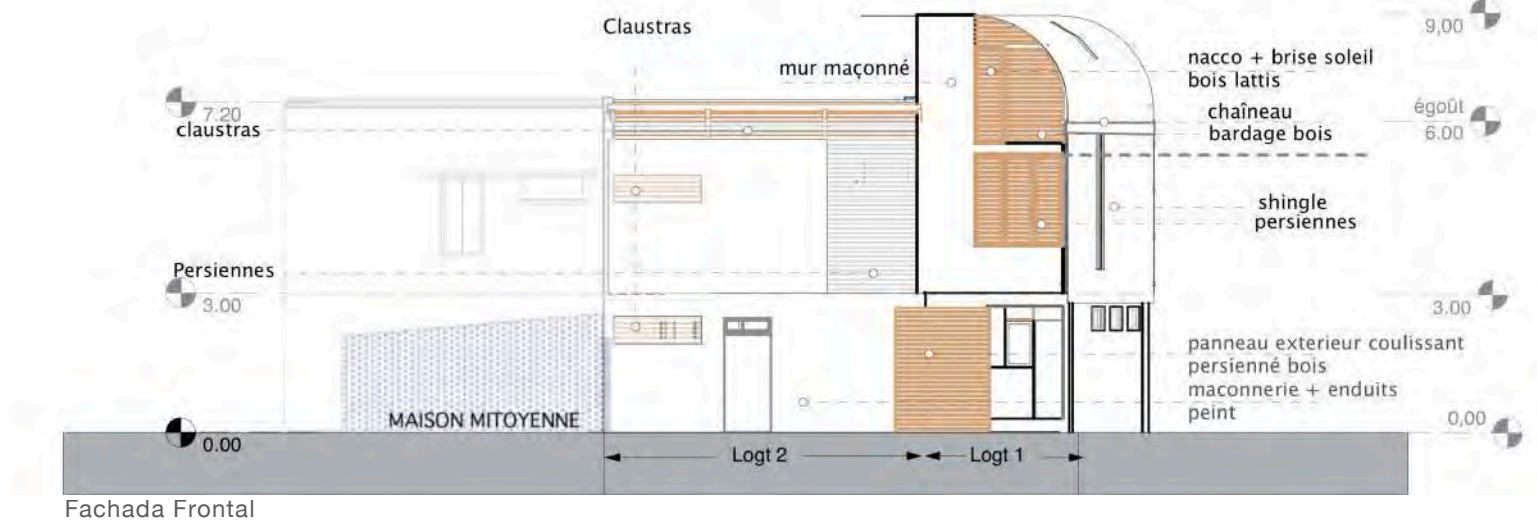 Claustras
mur maçonné
9,00
nacco + brise soleil
bois lattis
7.20
claustras
chaîneau
bardage bois
égoût
6.00
shingle
persiennes
Persiennes
3.00
3.00
panneau exterieur coulissant
persienné bois
maconnerie + enduits
peint
MAISON MITOYENNE
0.00
0,00
Logt 2
Logt 1
Fachada Frontal